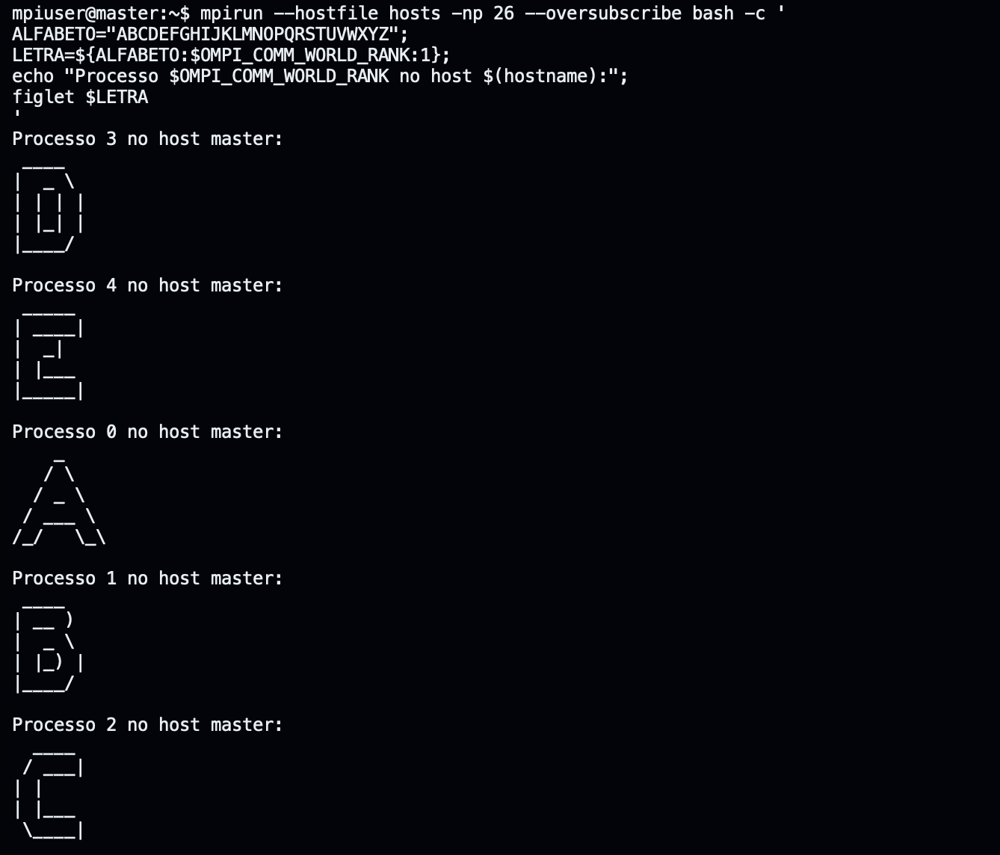 mpiuser@master:~$ mpirun --hostfile hosts -np 26 --oversubscribe bash -c '
ALFABETO="ABCDEFGHIJKLMNOPQRSTUVWXYZ";
LETRA=${ALFABETO:$OMPI_COMM_WORLD_RANK:1};
echo "Processo $OMPI_COMM_WORLD_RANK no host $(hostname):";
figlet $LETRA
'
Processo 3 no host master:
 ____
|  _ \
| | | |
| |_| |
|____/

Processo 4 no host master:
 _____
| ____|
|  _|
| |___
|_____|

Processo 0 no host master:
    _
   / \
  / _ \
 / ___ \
/_/   \_\

Processo 1 no host master:
 ____
| __ )
|  _ \
| |_) |
|____/

Processo 2 no host master:
  ____
 / ___|
| |
| |___
 \____|